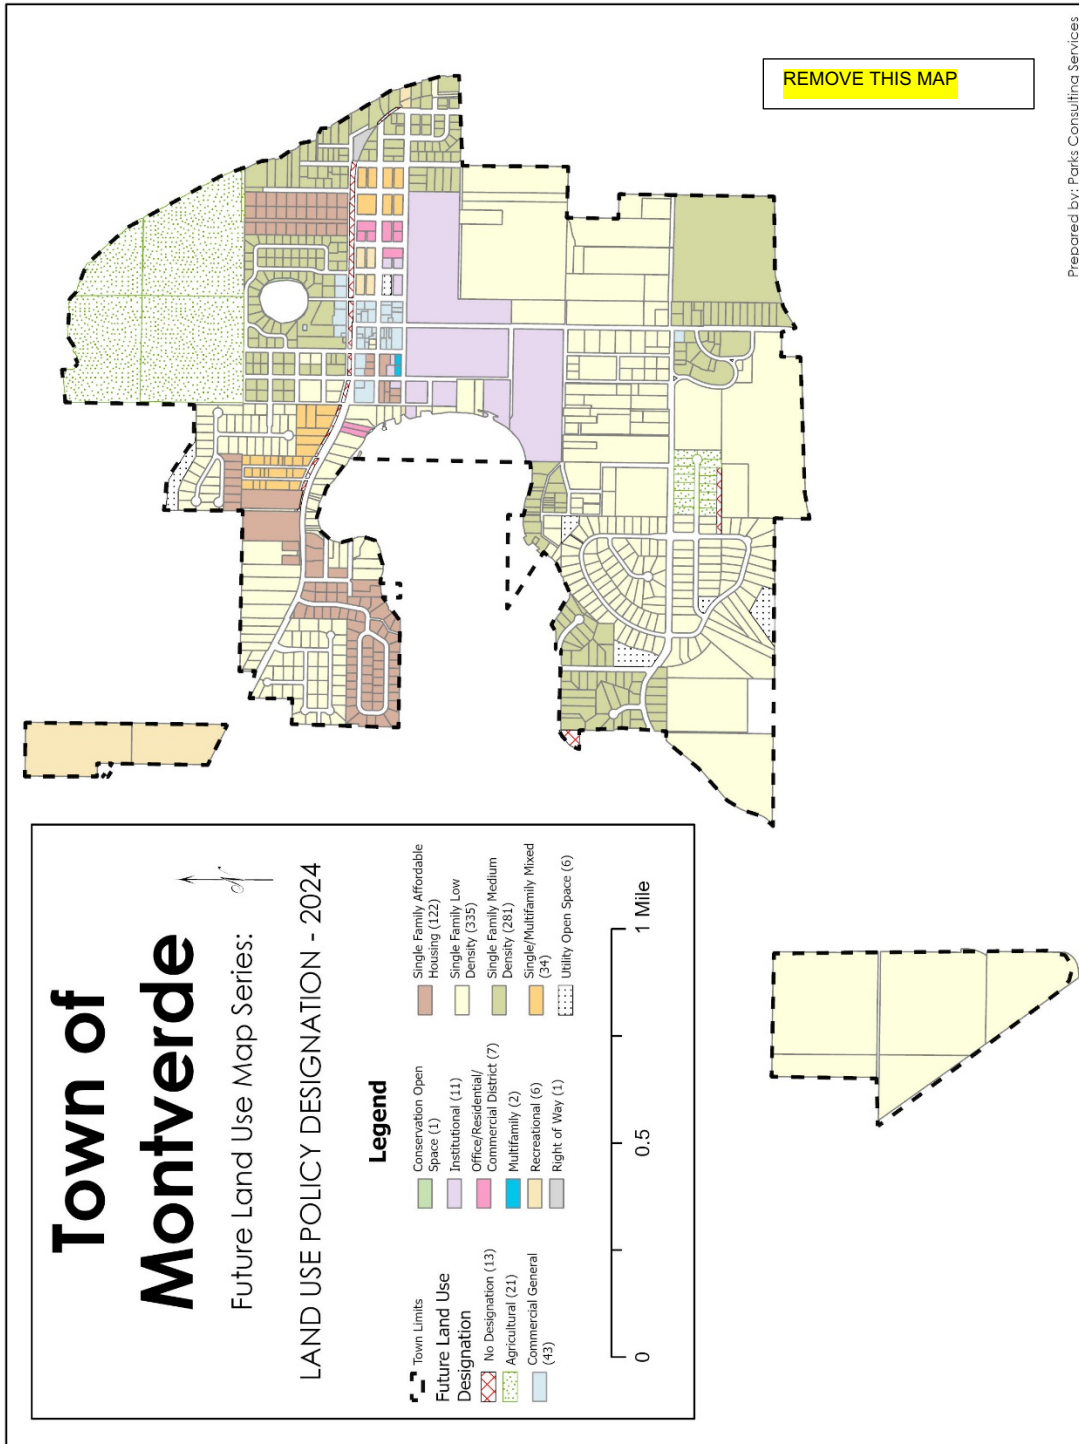 REMOVE THIS MAP
Prepared by: Parks Consulting Services
Town of
Montverde
Future Land Use Map Series:
LAND USE POLICY DESIGNATION - 2024
Legend
Town Limits
Future Land Use
Designation
No Designation (13)
Agricultural (21)
Commercial General
(43)
Conservation Open
Space (1)
Institutional (11)
Office/Residential/
Commercial District (7)
Multifamily (2)
Recreational (6)
Right of Way (1)
Single Family Affordable
Housing (122)
Single Family Low
Density (335)
Single Family Medium
Density (281)
Single/Multifamily Mixed
(34)
Utility Open Space (6)
0
0.5
1 Mile